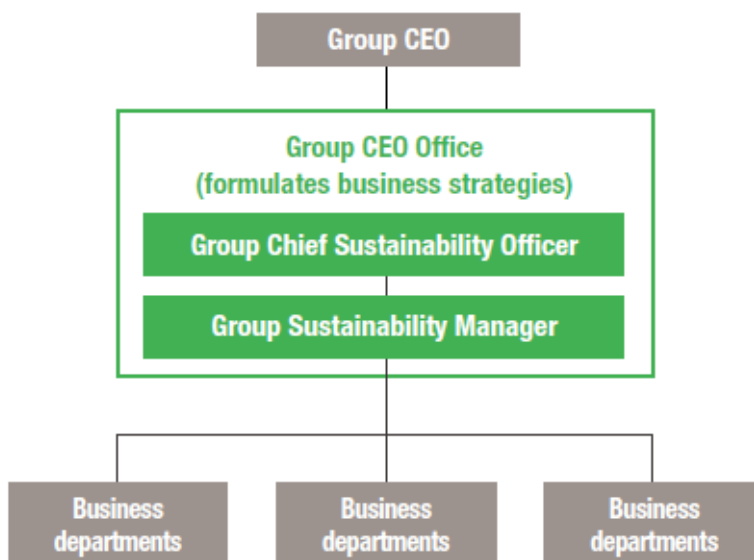 Group CEO
Group CEO Office
(formulates business strategies)
Group Chief Sustainability Officer
Group Sustainability Manager
Business
departments
Business
departments
Business
departments